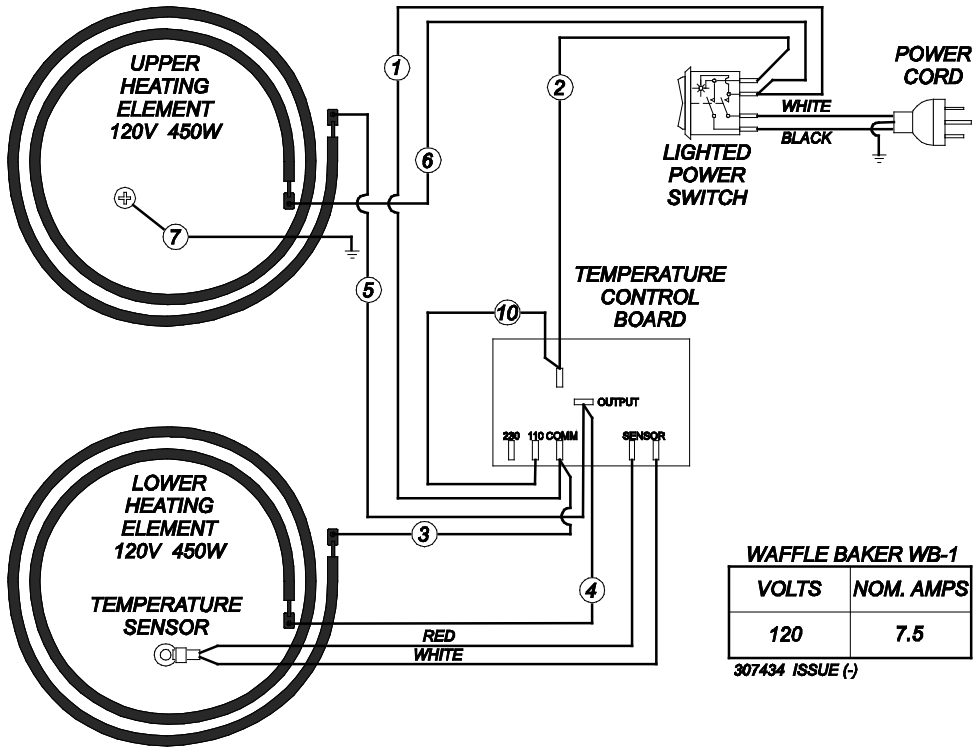 UPPER
HEATING
ELEMENT
120V 450W
1
2
6
7
5
10
POWER
CORD
WHITE
BLACK
LIGHTED
POWER
SWITCH
TEMPERATURE
CONTROL
BOARD
OUTPUT
220 110 COMM SENSOR
LOWER
HEATING
ELEMENT
120V 450W
3
4
TEMPERATURE
SENSOR
RED
WHITE
WAFFLE BAKER WB-1
VOLTS NOM. AMPS
120 7.5
307434 ISSUE (-)